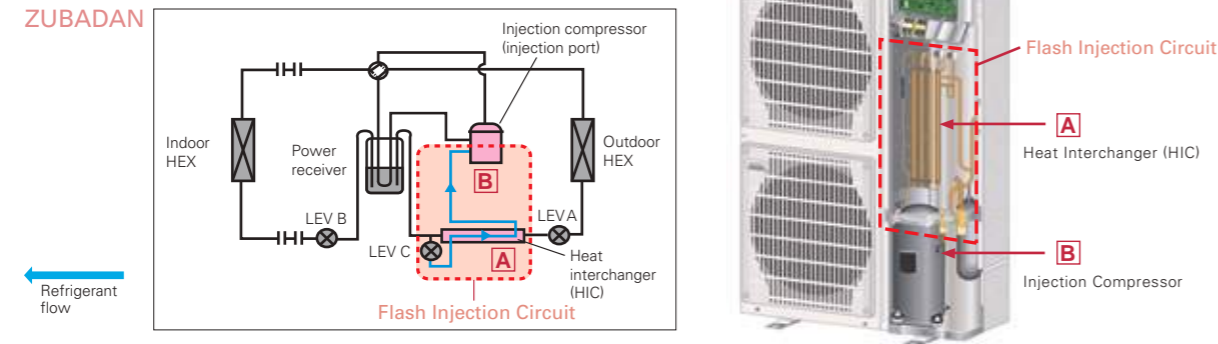 ZUBADAN
Injection compressor
(injection port)
Indoor
HEX
Power
receiver
Outdoor
HEX
B
LEV B
LEV A
LEV C
A
Heat
interchanger
(HIC)
Refrigerant
flow
Flash Injection Circuit
Flash Injection Circuit
A
Heat Interchanger (HIC)
B
Injection Compressor